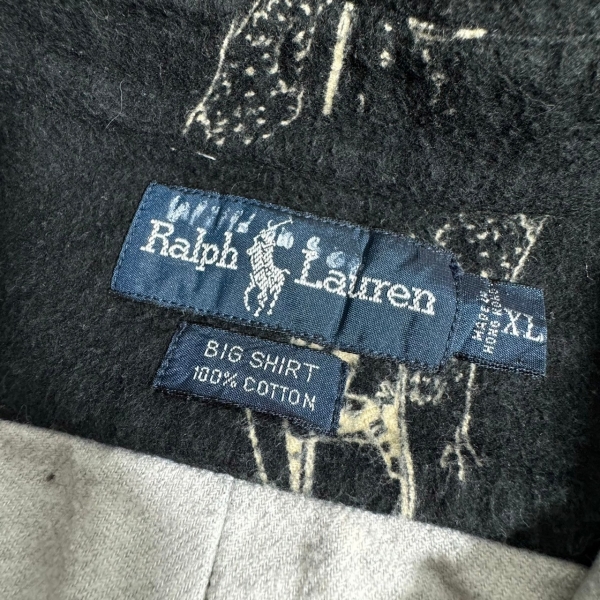 Ralph Lauren
MADE IN
HONG KONG
XL
BIG SHIRT
100% COTTON